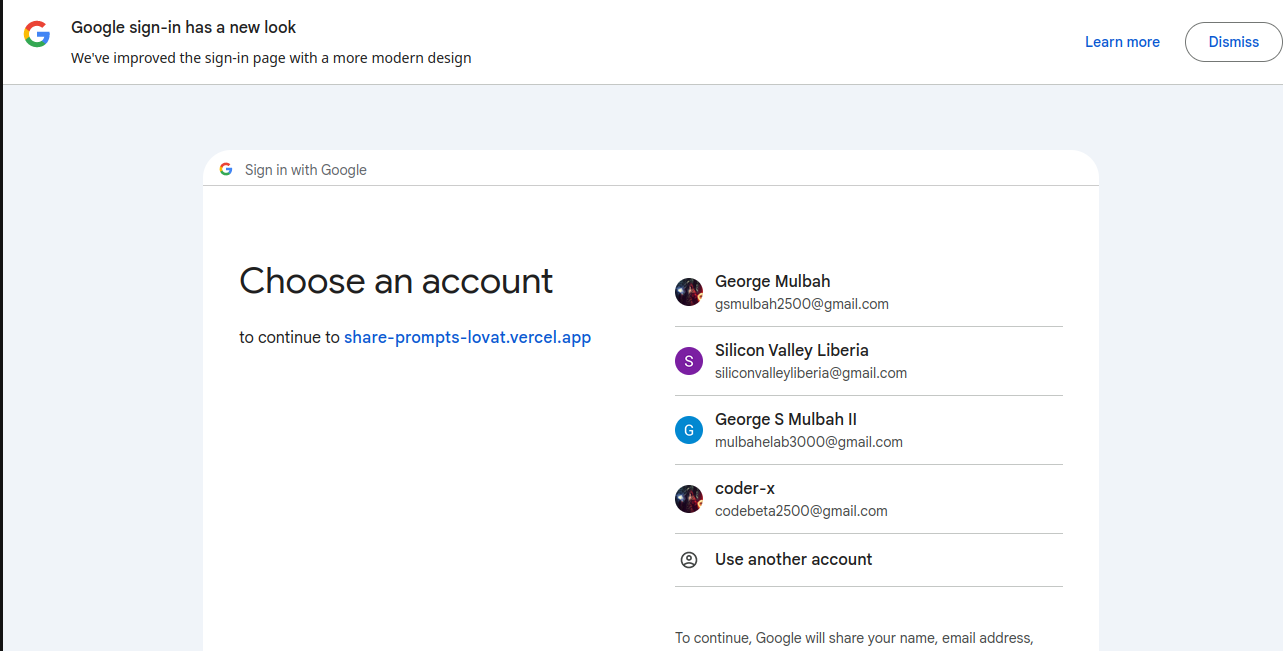 Google sign-in has a new look
We've improved the sign-in page with a more modern design
Learn more
Dismiss
Sign in with Google
Choose an account
to continue to share-prompts-lovat.vercel.app
George Mulbah
gsmulbah2500@gmail.com
S
Silicon Valley Liberia
siliconvalleyliberia@gmail.com
G
George S Mulbah II
mulbahelab3000@gmail.com
coder-x
codebeta2500@gmail.com
Use another account
To continue, Google will share your name, email address,